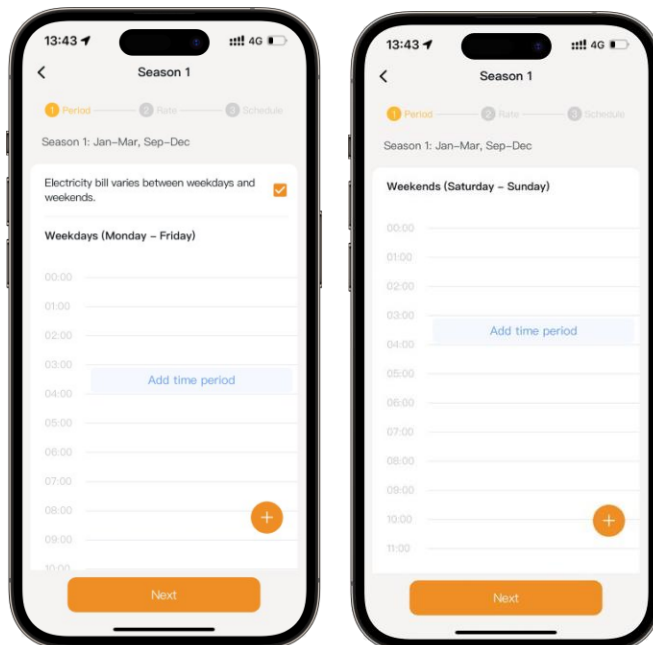 13:43
4G
Season 1
1 Period
2 Rate
3 Schedule
Season 1: Jan–Mar, Sep–Dec
Electricity bill varies between weekdays and
weekends.
Weekdays (Monday – Friday)
00:00
01:00
02:00
03:00
Add time period
04:00
05:00
06:00
07:00
08:00
+
09:00
10:00
Next
13:43
4G
Season 1
1 Period
2 Rate
3 Schedule
Season 1: Jan–Mar, Sep–Dec
Weekends (Saturday – Sunday)
00:00
01:00
02:00
03:00
Add time period
04:00
05:00
06:00
07:00
08:00
09:00
10:00
+
11:00
Next